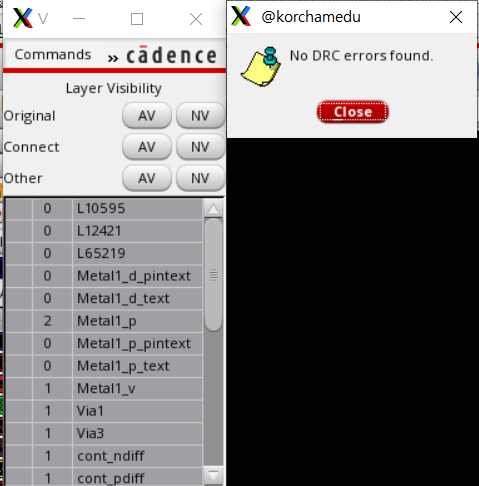 V
Commands » cādence
Layer Visibility
Original AV NV
Connect AV NV
Other AV NV
0 L10595
0 L12421
0 L65219
0 Metal1_d_pintext
0 Metal1_d_text
2 Metal1_p
0 Metal1_p_pintext
0 Metal1_p_text
1 Metal1_v
1 Via1
1 Via3
1 cont_ndiff
1 cont_pdiff
@korchamedu
No DRC errors found.
Close